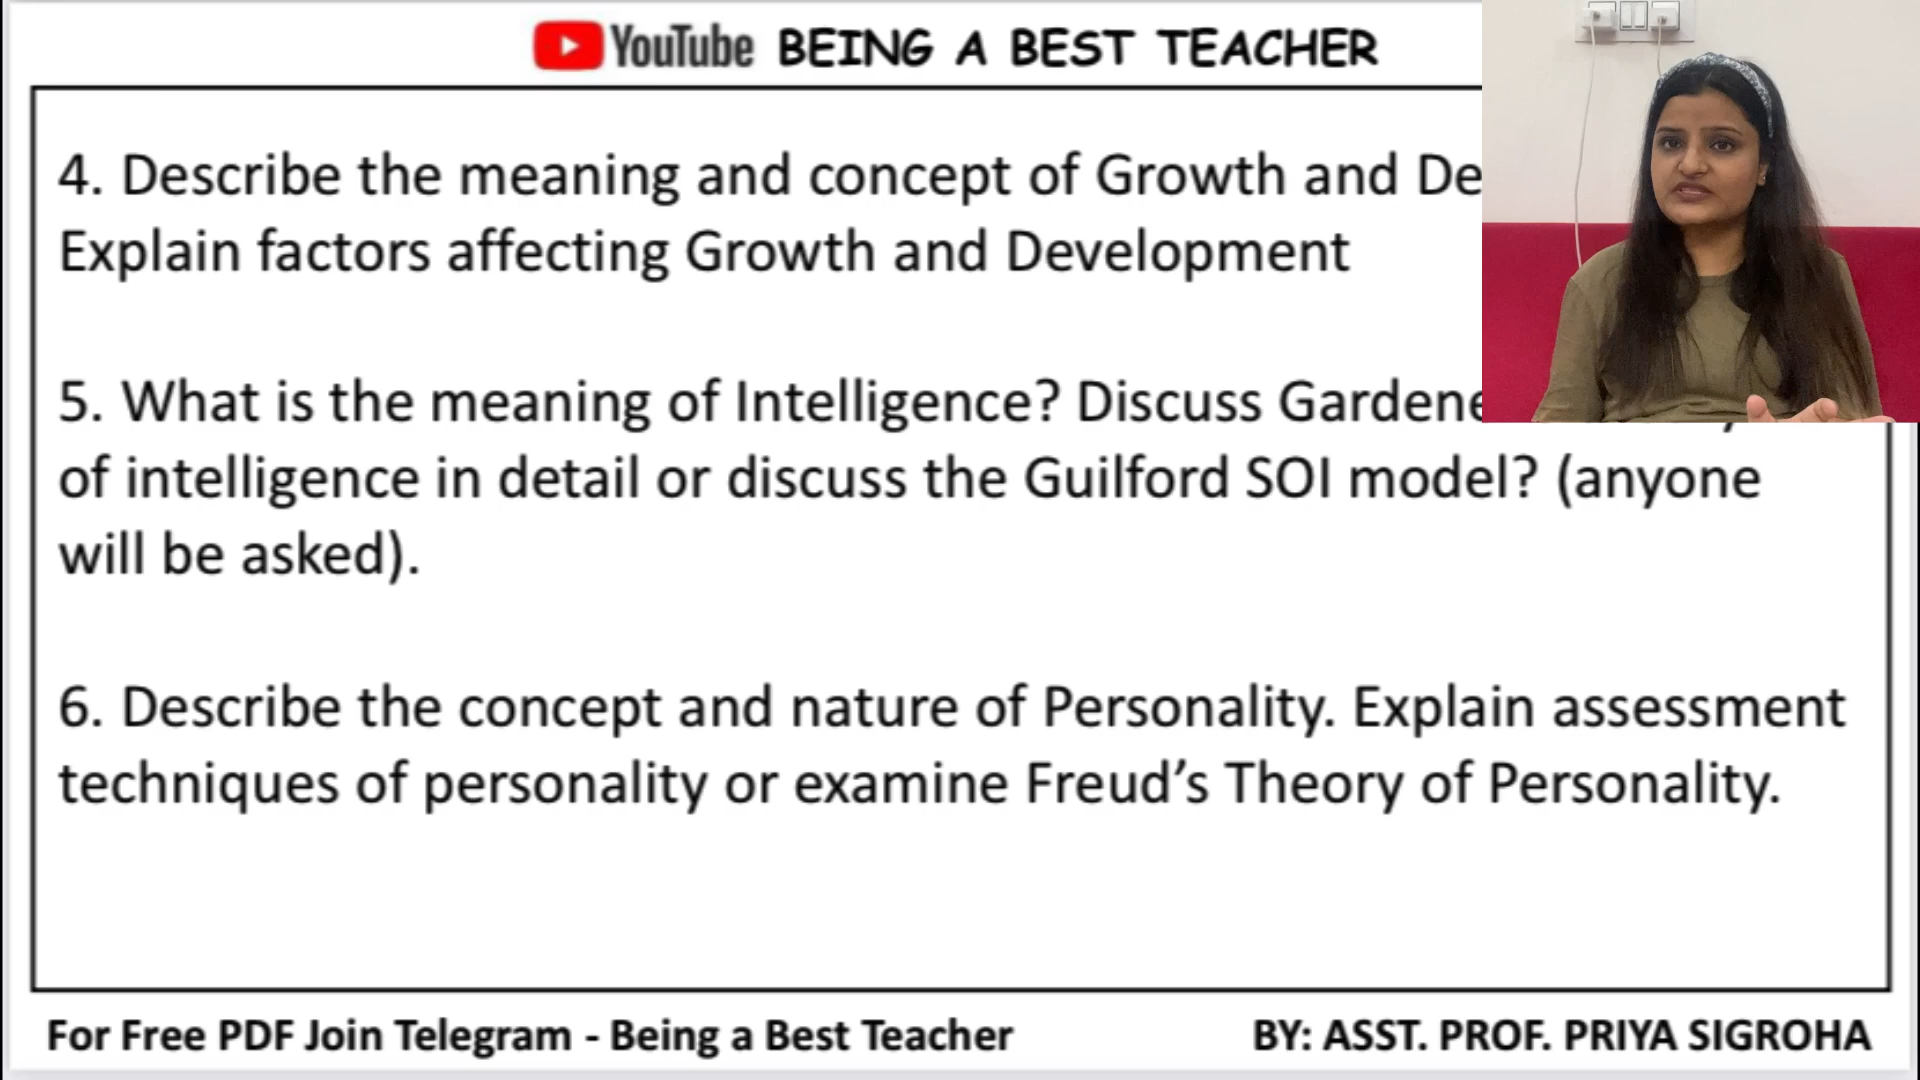 YouTube BEING A BEST TEACHER
4. Describe the meaning and concept of Growth and De
Explain factors affecting Growth and Development
5. What is the meaning of Intelligence? Discuss Gardene
of intelligence in detail or discuss the Guilford SOI model? (anyone
will be asked).
6. Describe the concept and nature of Personality. Explain assessment
techniques of personality or examine Freud’s Theory of Personality.
For Free PDF Join Telegram - Being a Best Teacher
BY: ASST. PROF. PRIYA SIGROHA